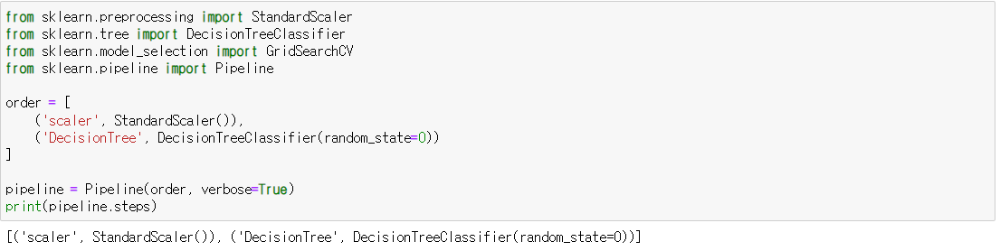 from sklearn.preprocessing import StandardScaler
from sklearn.tree import DecisionTreeClassifier
from sklearn.model_selection import GridSearchCV
from sklearn.pipeline import Pipeline
order = [
    ('scaler', StandardScaler()),
    ('DecisionTree', DecisionTreeClassifier(random_state=0))
]
pipeline = Pipeline(order, verbose=True)
print(pipeline.steps)
[('scaler', StandardScaler()), ('DecisionTree', DecisionTreeClassifier(random_state=0))]